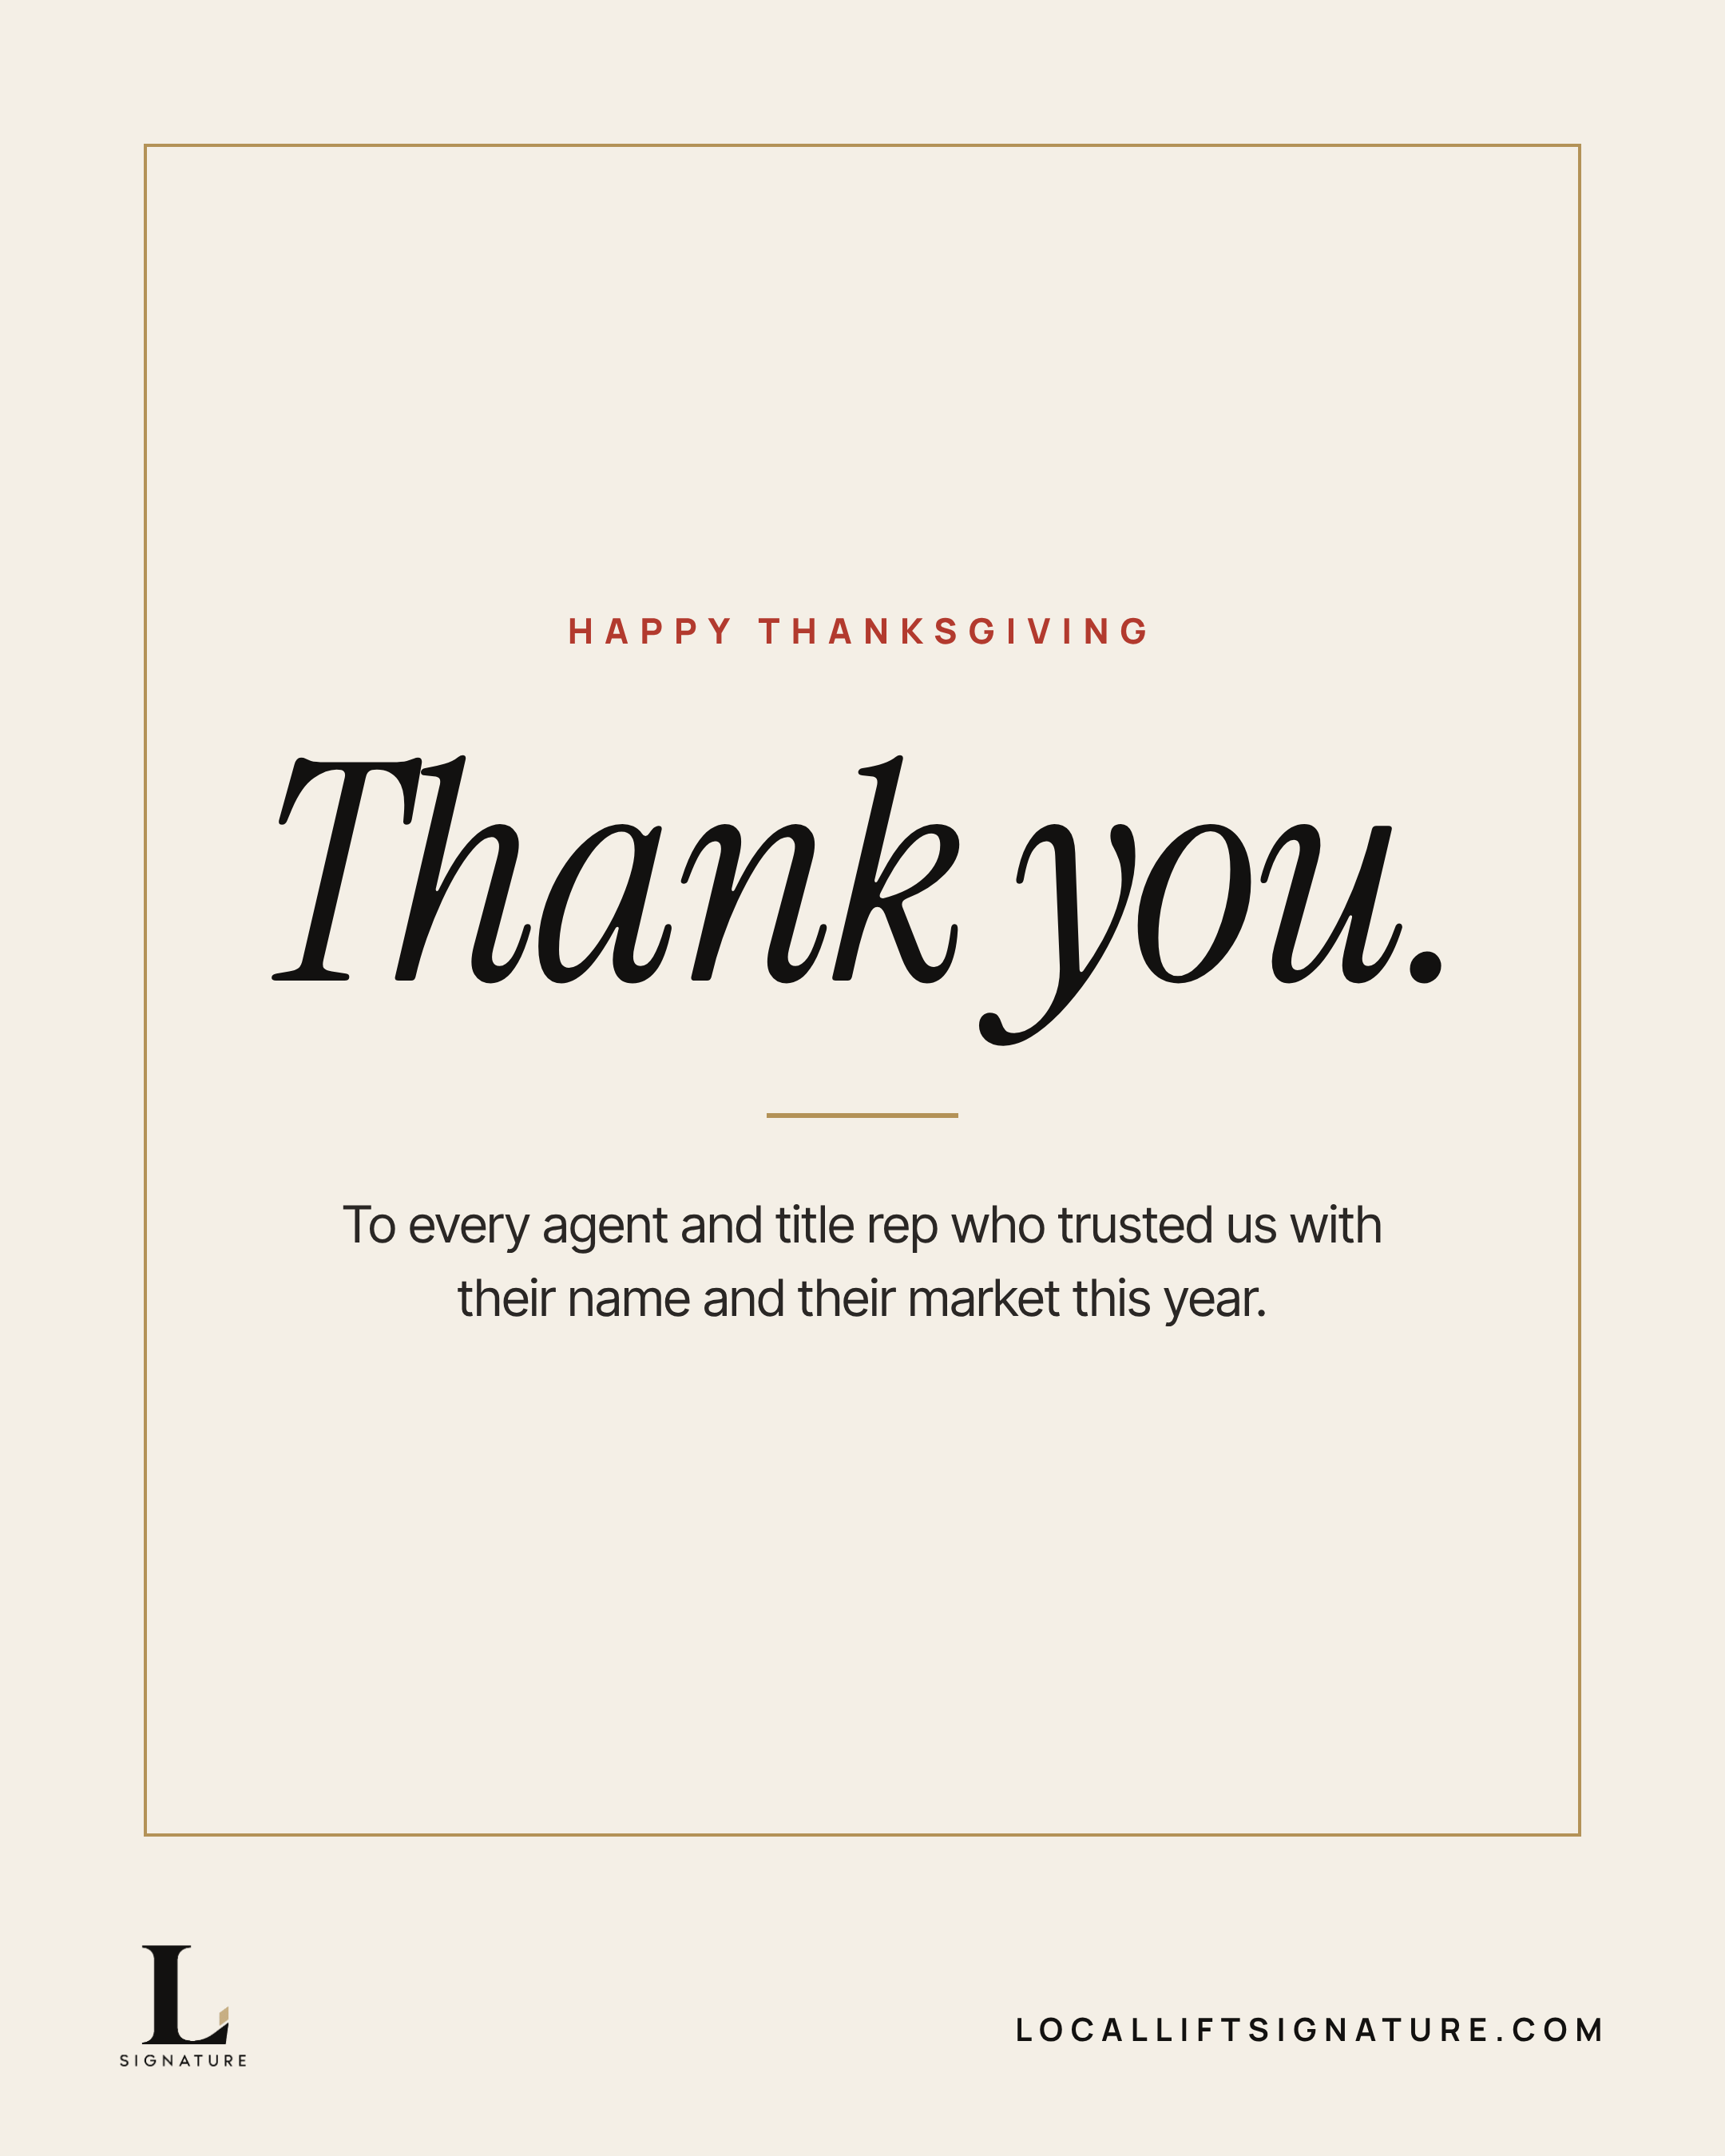 HAPPY THANKSGIVING
Thank you.
To every agent and title rep who trusted us with
their name and their market this year.
L
SIGNATURE
LOCALLIFTSIGNATURE.COM